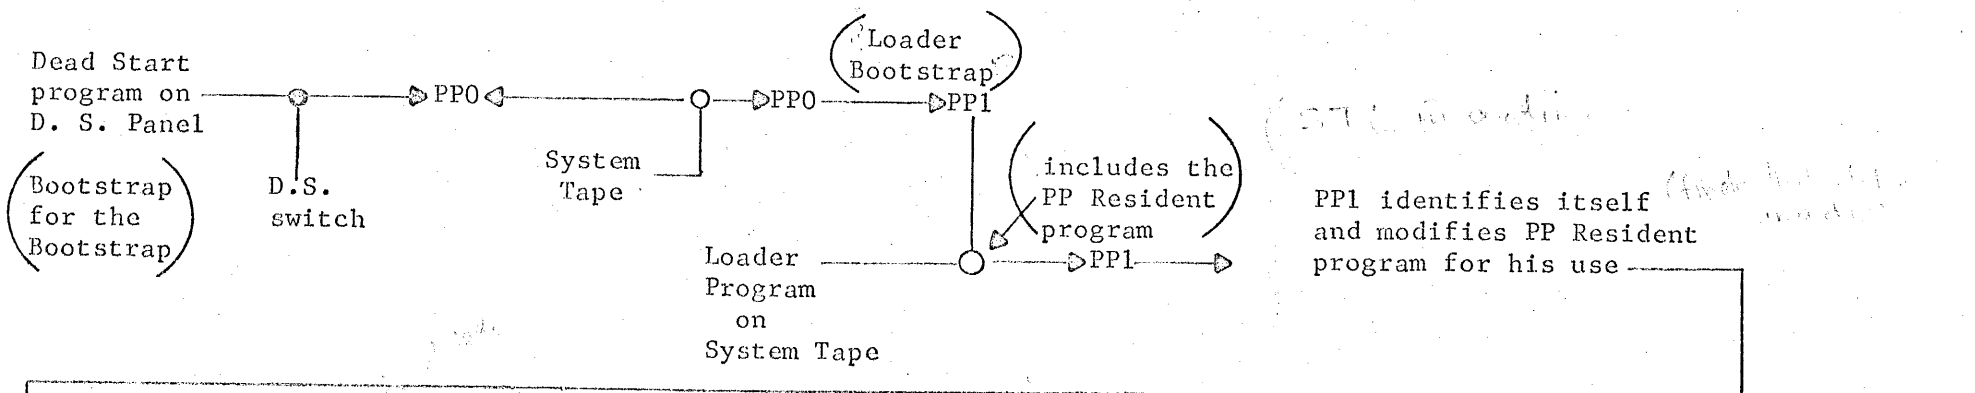 Dead Start
program on
D. S. Panel
(Bootstrap
for the
Bootstrap)
D.S.
switch
PP0
System
Tape
PP0
(Loader
Bootstrap)
PP1
(includes the
PP Resident
program)
Loader
Program
on
System Tape
PP1
PP1 identifies itself
and modifies PP Resident
program for his use